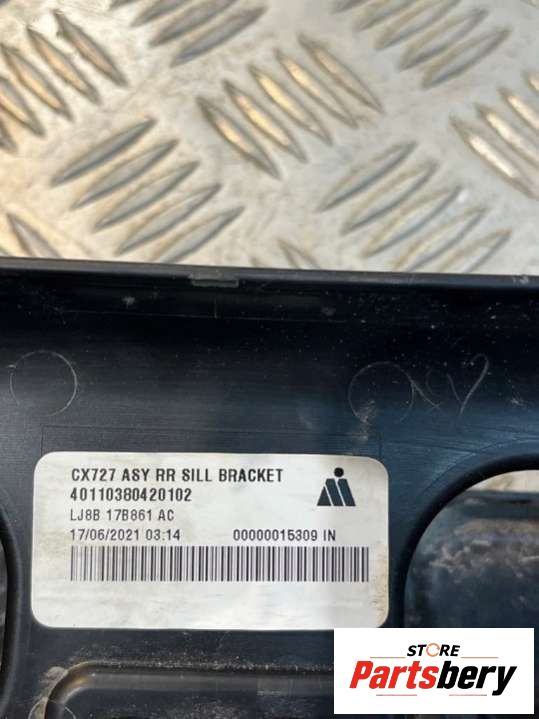 CX727 ASY RR SILL BRACKET
40110380420102
LJ8B 17B861 AC
17/06/2021 03:14 00000015309 IN
STORE
Partsbery